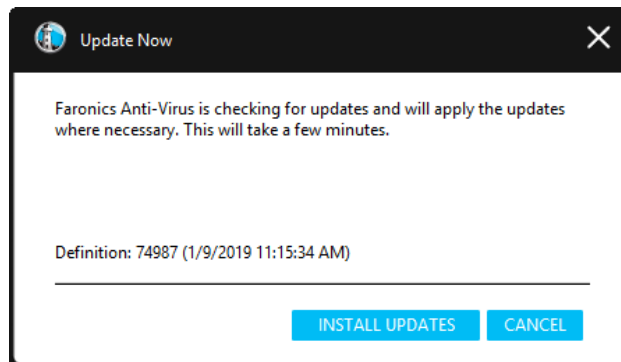 Update Now
Faronics Anti-Virus is checking for updates and will apply the updates
where necessary. This will take a few minutes.
Definition: 74987 (1/9/2019 11:15:34 AM)
INSTALL UPDATES CANCEL